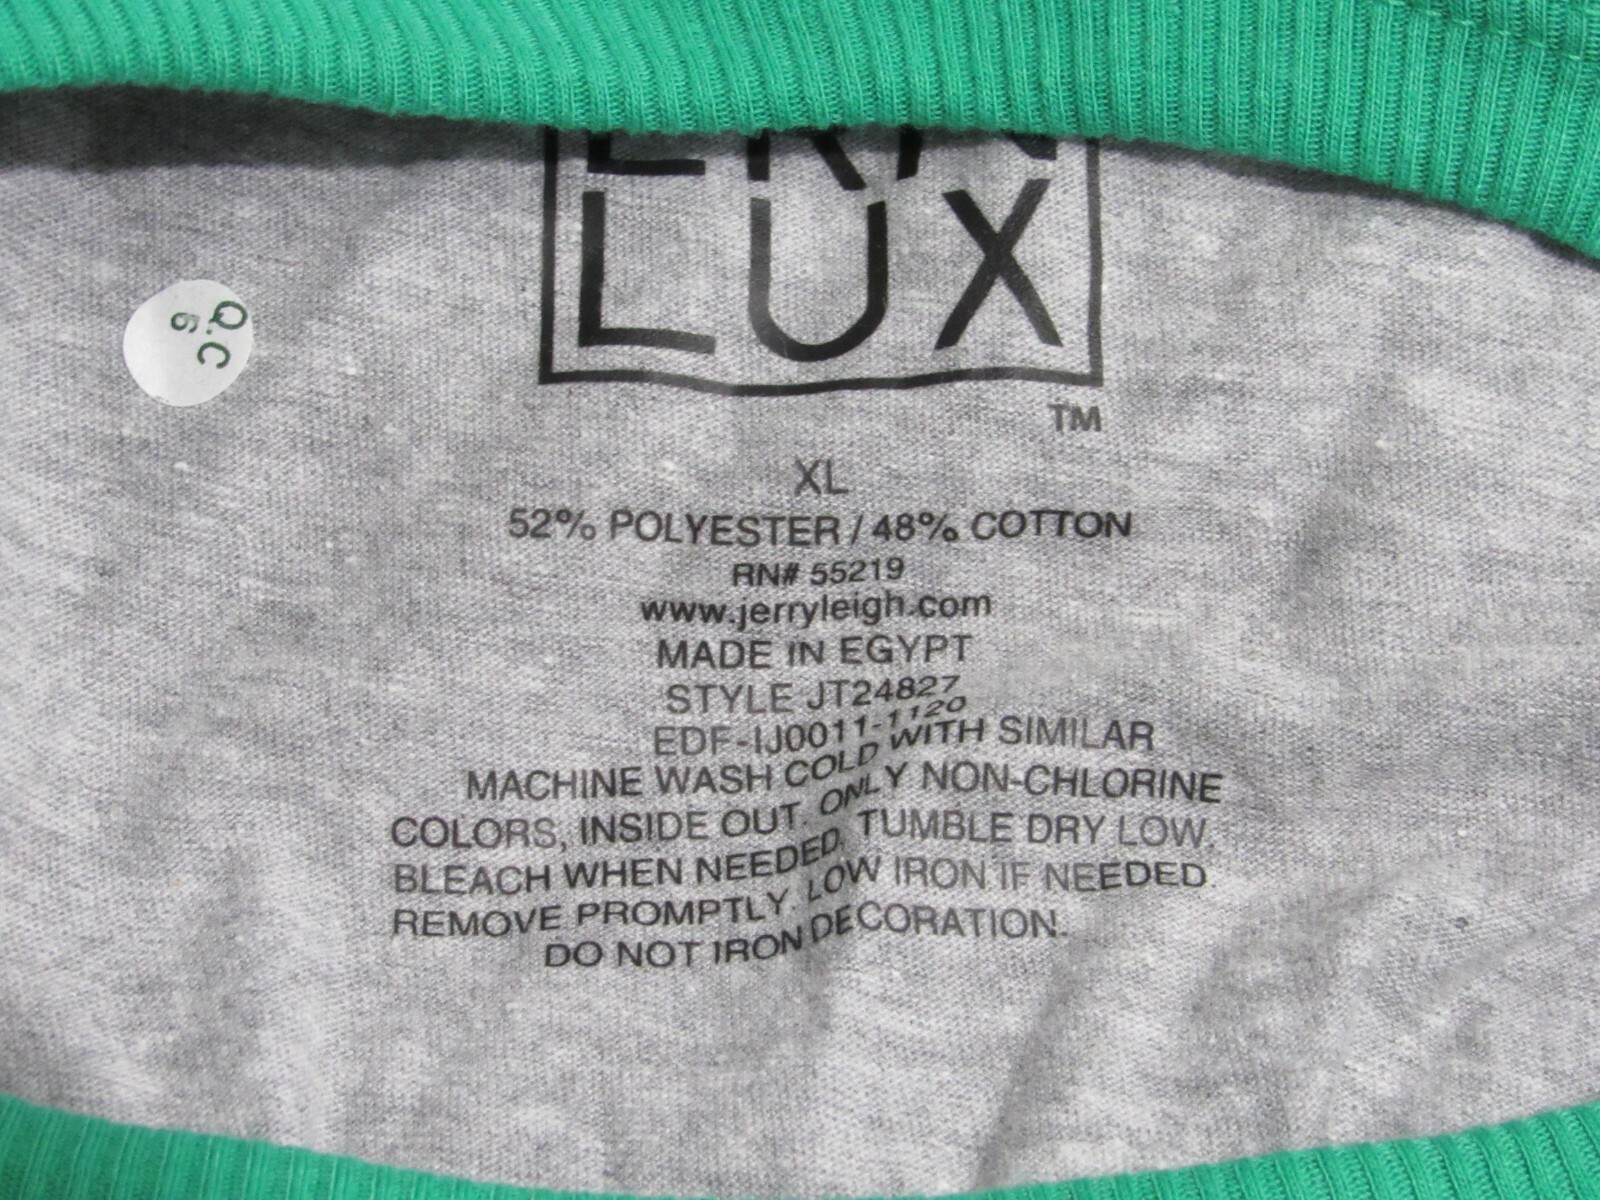 LUX
TM
XL
52% POLYESTER / 48% COTTON
RN# 55219
www.jerryleigh.com
MADE IN EGYPT
STYLE JT24827
EDF-IJ0011-1120
MACHINE WASH COLD WITH SIMILAR
COLORS, INSIDE OUT. ONLY NON-CHLORINE
BLEACH WHEN NEEDED. TUMBLE DRY LOW.
REMOVE PROMPTLY. LOW IRON IF NEEDED.
DO NOT IRON DECORATION.
Q.C
6